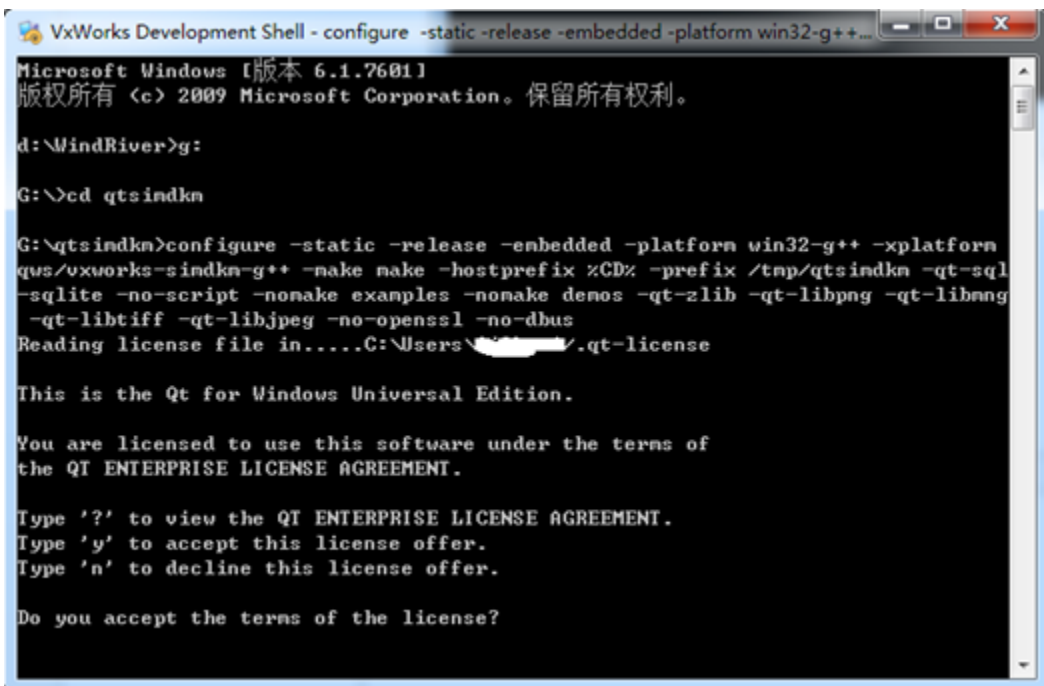 VxWorks Development Shell - configure -static -release -embedded -platform win32-g++...
Microsoft Windows [版本 6.1.7601]
版权所有 <c> 2009 Microsoft Corporation。保留所有权利。
d:\WindRiver>g:
G:\>cd qtsimdkm
G:\qtsimdkm>configure -static -release -embedded -platform win32-g++ -xplatform
qws/vxworks-simdkm-g++ -make make -hostprefix %CD% -prefix /tmp/qtsimdkm -qt-sql
-sqlite -no-script -nomake examples -nomake demos -qt-zlib -qt-libpng -qt-libmng
-qt-libtiff -qt-libjpeg -no-openssl -no-dbus
Reading license file in.....C:\Users\/.qt-license
This is the Qt for Windows Universal Edition.
You are licensed to use this software under the terms of
the QT ENTERPRISE LICENSE AGREEMENT.
Type '?' to view the QT ENTERPRISE LICENSE AGREEMENT.
Type 'y' to accept this license offer.
Type 'n' to decline this license offer.
Do you accept the terms of the license?